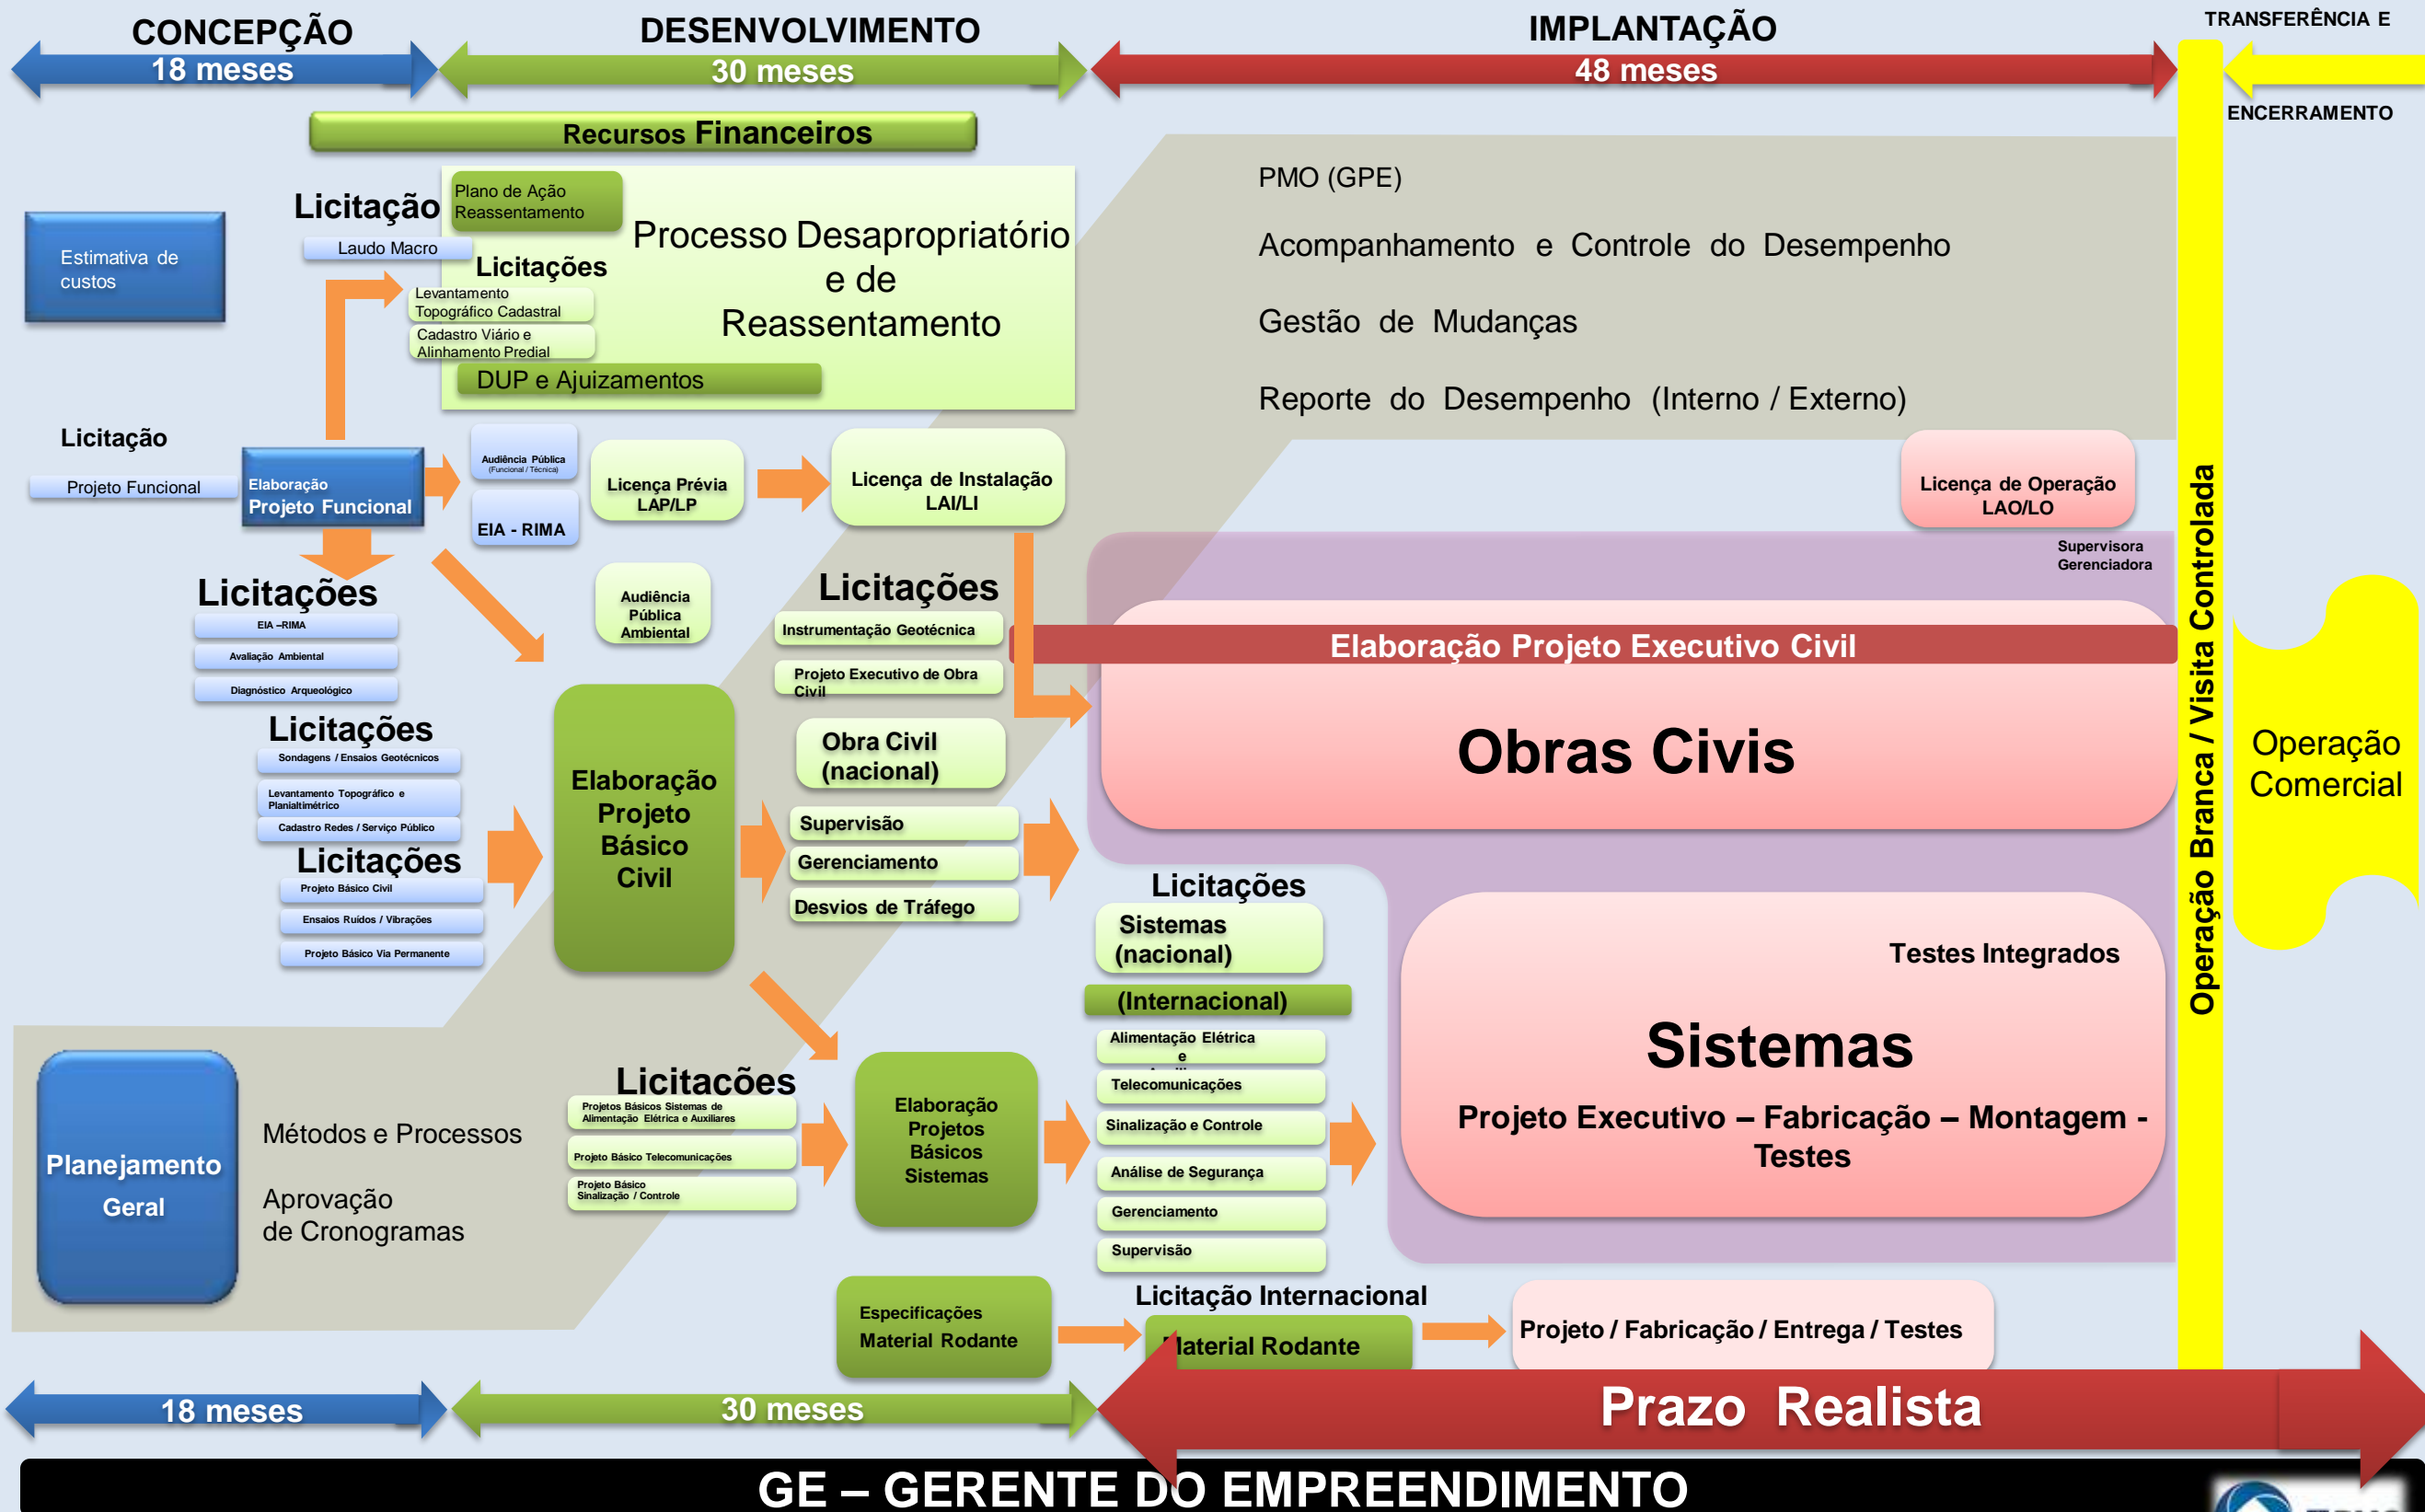 CONCEPÇÃO
DESENVOLVIMENTO
IMPLANTAÇÃO
TRANSFERÊNCIA E
18 meses
30 meses
48 meses
ENCERRAMENTO
Recursos Financeiros
Estimativa de
custos
Licitação
Laudo Macro
Plano de Ação
Reassentamento
Licitações
Levantamento
Topográfico Cadastral
Cadastro Viário e
Alinhamento Predial
DUP e Ajuizamentos
Processo Desapropriatório
e de
Reassentamento
PMO (GPE)
Acompanhamento e Controle do Desempenho
Gestão de Mudanças
Reporte do Desempenho (Interno / Externo)
Licitação
Projeto Funcional
Elaboração
Projeto Funcional
Audiência Pública
(Funcional / Técnica)
EIA - RIMA
Licença Prévia
LAP/LP
Licença de Instalação
LAI/LI
Licença de Operação
LAO/LO
Audiência
Pública
Ambiental
Supervisora
Gerenciadora
Licitações
EIA –RIMA
Avaliação Ambiental
Diagnóstico Arqueológico
Licitações
Sondagens / Ensaios Geotécnicos
Levantamento Topográfico e
Planialtimétrico
Cadastro Redes / Serviço Público
Licitações
Projeto Básico Civil
Ensaios Ruídos / Vibrações
Projeto Básico Via Permanente
Elaboração
Projeto
Básico
Civil
Licitações
Instrumentação Geotécnica
Projeto Executivo de Obra
Civil
Obra Civil
(nacional)
Supervisão
Gerenciamento
Desvios de Tráfego
Elaboração Projeto Executivo Civil
Obras Civis
Operação Branca / Visita Controlada
Operação
Comercial
Licitações
Sistemas
(nacional)
(Internacional)
Alimentação Elétrica
e
Telecomunicações
Sinalização e Controle
Análise de Segurança
Gerenciamento
Supervisão
Testes Integrados
Sistemas
Projeto Executivo – Fabricação – Montagem -
Testes
Planejamento
Geral
Métodos e Processos
Aprovação
de Cronogramas
Licitações
Projetos Básicos Sistemas de
Alimentação Elétrica e Auxiliares
Projeto Básico Telecomunicações
Projeto Básico
Sinalização / Controle
Elaboração
Projetos
Básicos
Sistemas
Especificações
Material Rodante
Licitação Internacional
Material Rodante
Projeto / Fabricação / Entrega / Testes
18 meses
30 meses
Prazo Realista
GE – GERENTE DO EMPREENDIMENTO